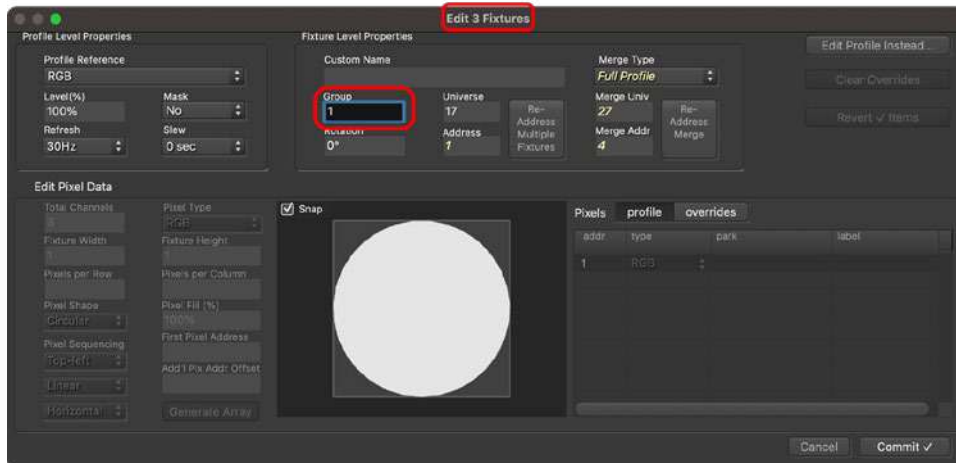 Edit 3 Fixtures
Profile Level Properties
Fixture Level Properties
Edit Profile Instead...
Profile Reference
Custom Name
Merge Type
RGB
Full Profile
Clear Overrides
Level(%)
Mask
Group
Universe
Merge Univ
100%
No
1
17
Re-Address Multiple Fixtures
27
Re-Address Merge
Revert ✓ Items
Refresh
Slew
Rotation
Address
Merge Addr
30Hz
0 sec
0°
1
4
Edit Pixel Data
Total Channels
Pixel Type
Snap
Pixels
profile
overrides
RGB
Fixture Width
Fixture Height
addr
type
park
label
1
1
1
RGB
Pixels per Row
Pixels per Column
Pixel Shape
Pixel Fill (%)
Circular
100%
Pixel Sequencing
First Pixel Address
Top-left
Add'l Pix Addr Offset
Linear
Horizontal
Generate Array
Cancel
Commit ✓